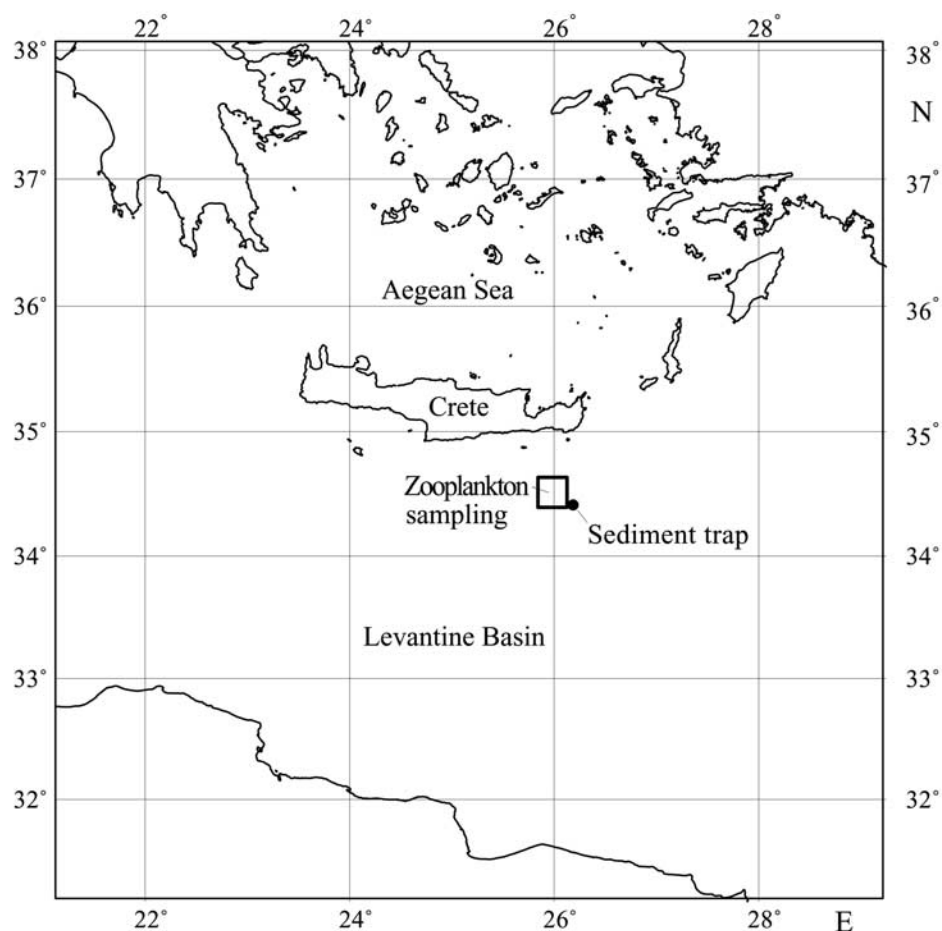 22° 24° 26° 28°
38° 38°
N
37° 37°
Aegean Sea
36° 36°
Crete
35° 35°
Zooplankton
sampling
Sediment trap
34° 34°
Levantine Basin
33° 33°
32° 32°
22° 24° 26° 28° E